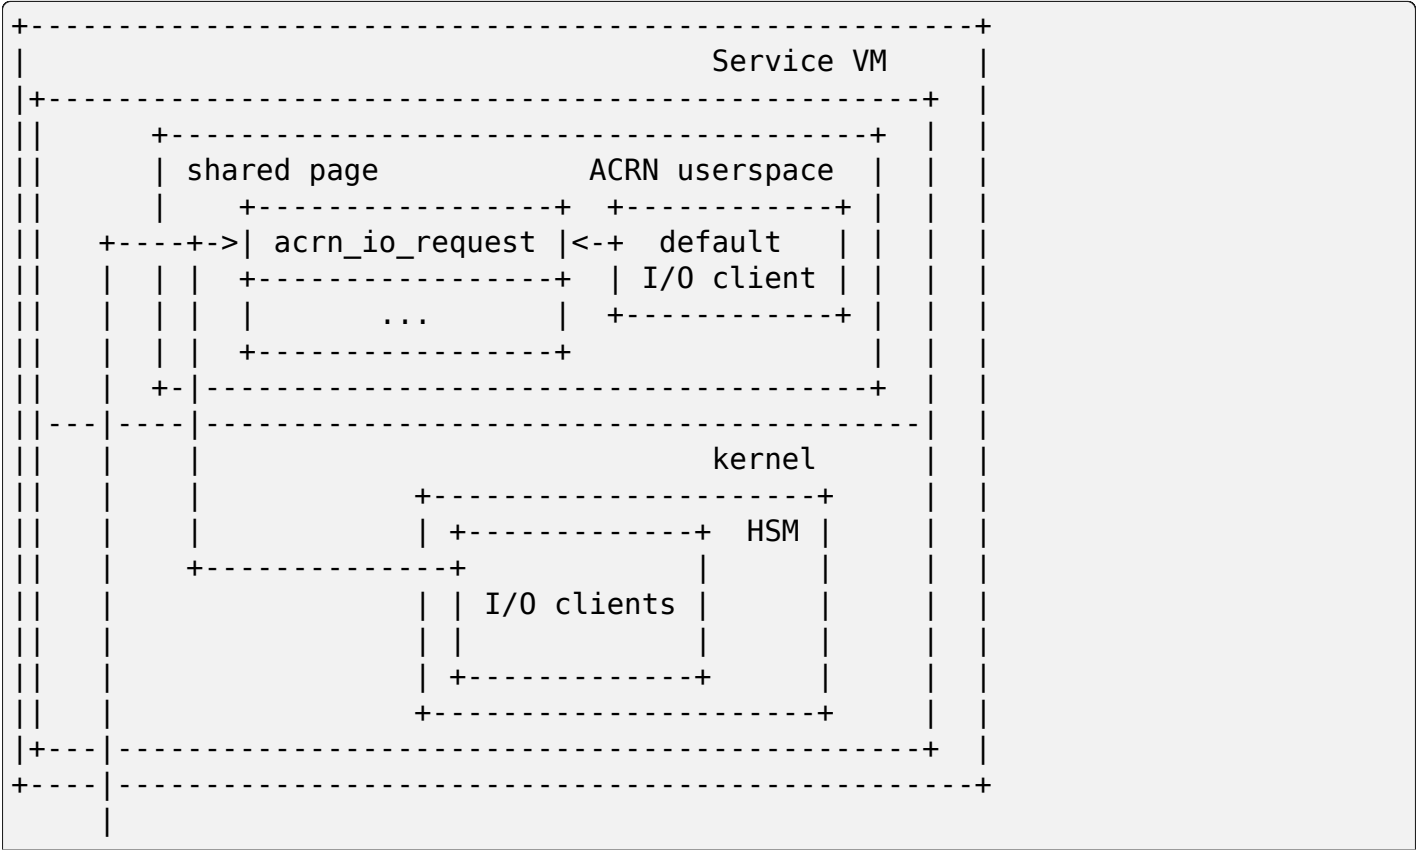 Service VM
shared page ACRN userspace
acrn_io_request default
I/O client
...
kernel
HSM
I/O clients